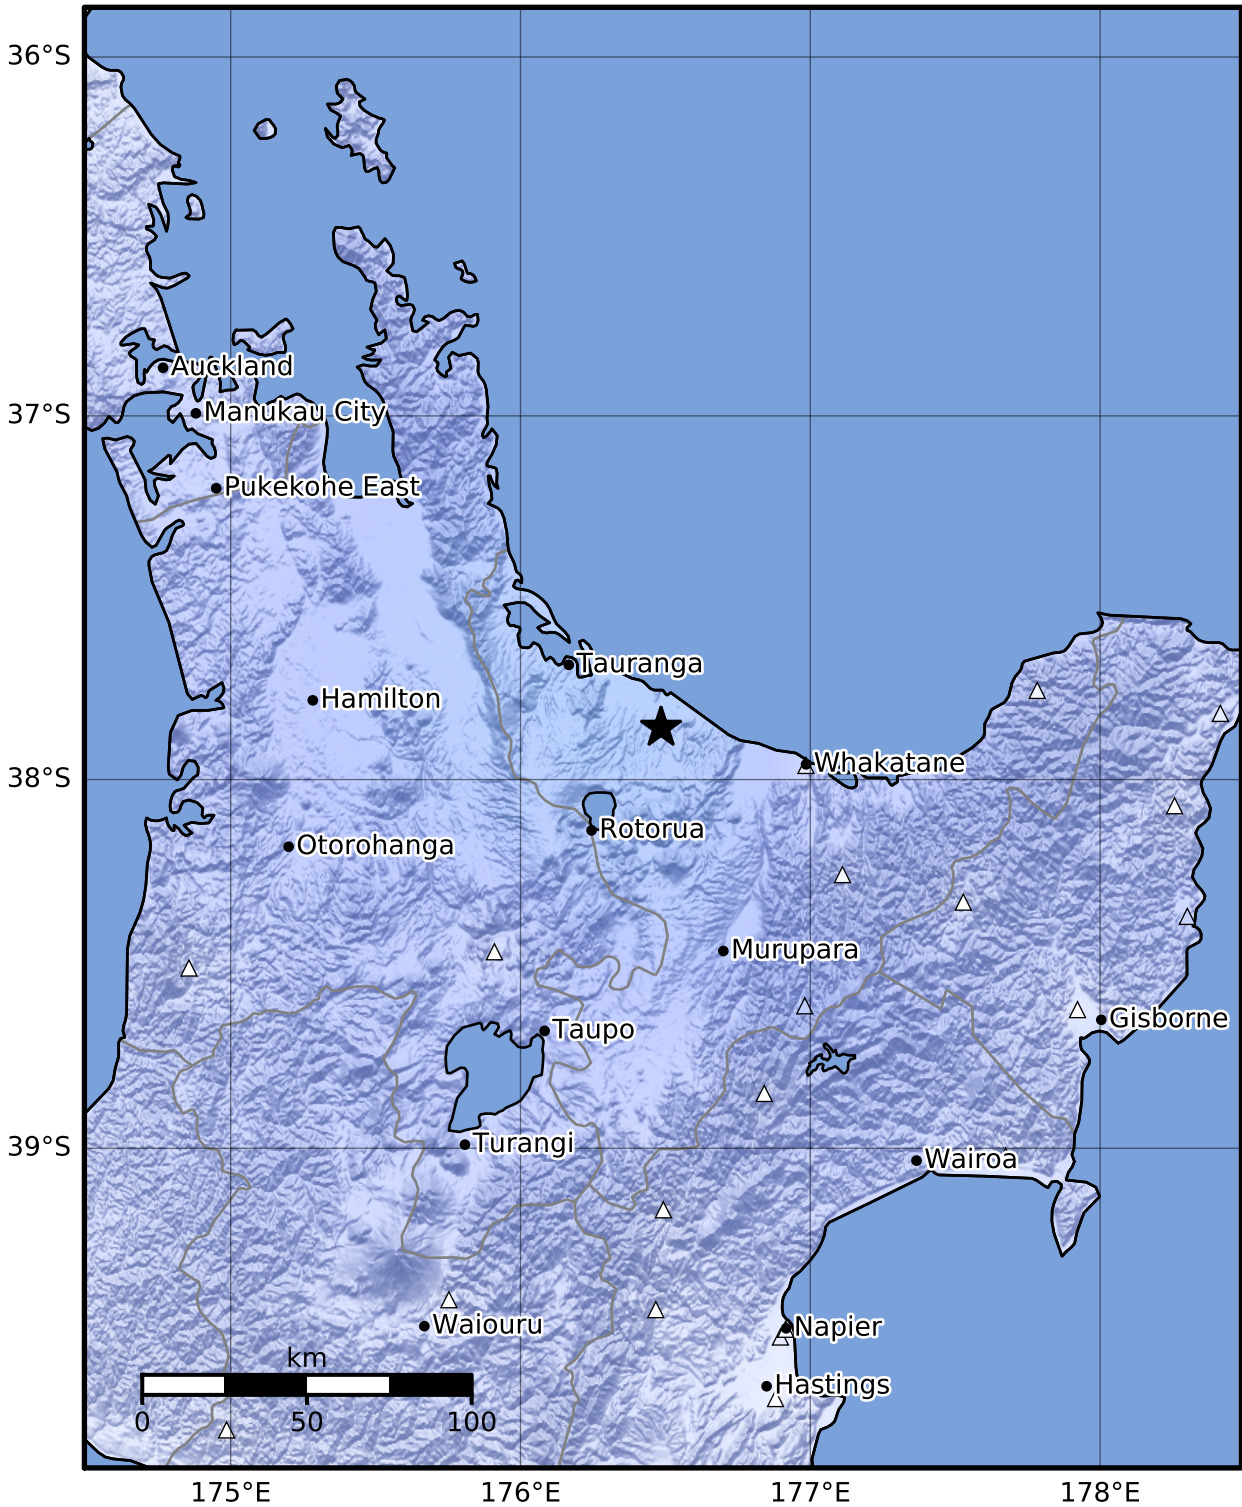 36°S
Auckland
37°S
Manukau City
Pukekohe East
Tauranga
Hamilton
Whakatane
38°S
Rotorua
Otorohanga
Murupara
Gisborne
Taupo
Turangi
39°S
Wairoa
Waiouru
Napier
km
Hastings
0 50 100
175°E 176°E 177°E 178°E